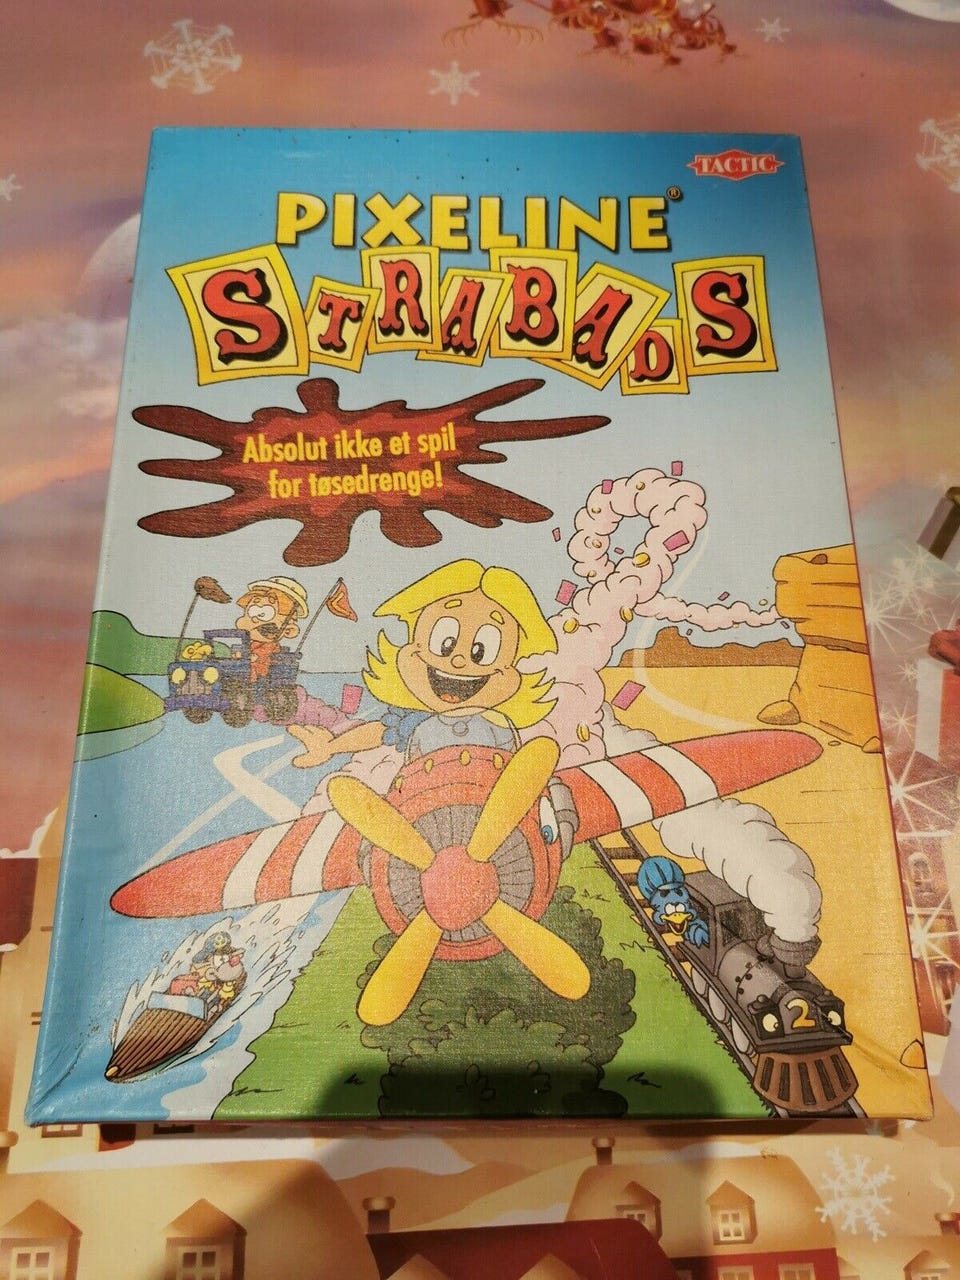 TACTIC
PIXELINE®
STRABADS
Absolut ikke et spil
for tøsedrenge!
2